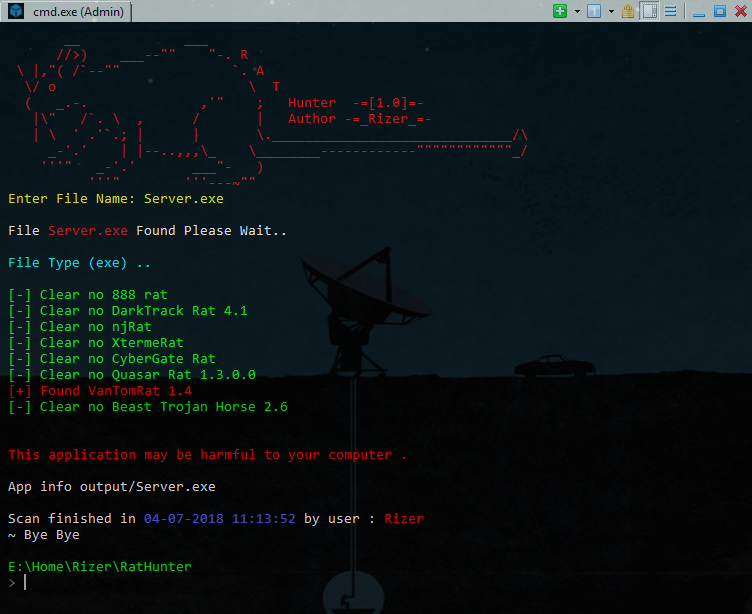 cmd.exe (Admin)
R
A
T
Hunter -=[1.0]=-
Author -=_Rizer_=-
Enter File Name: Server.exe
File Server.exe Found Please Wait..
File Type (exe) ..
[-] Clear no 888 rat
[-] Clear no DarkTrack Rat 4.1
[-] Clear no njRat
[-] Clear no XtermeRat
[-] Clear no CyberGate Rat
[-] Clear no Quasar Rat 1.3.0.0
[+] Found VanTomRat 1.4
[-] Clear no Beast Trojan Horse 2.6
This application may be harmful to your computer .
App info output/Server.exe
Scan finished in 04-07-2018 11:13:52 by user : Rizer
~ Bye Bye
E:\Home\Rizer\RatHunter
>